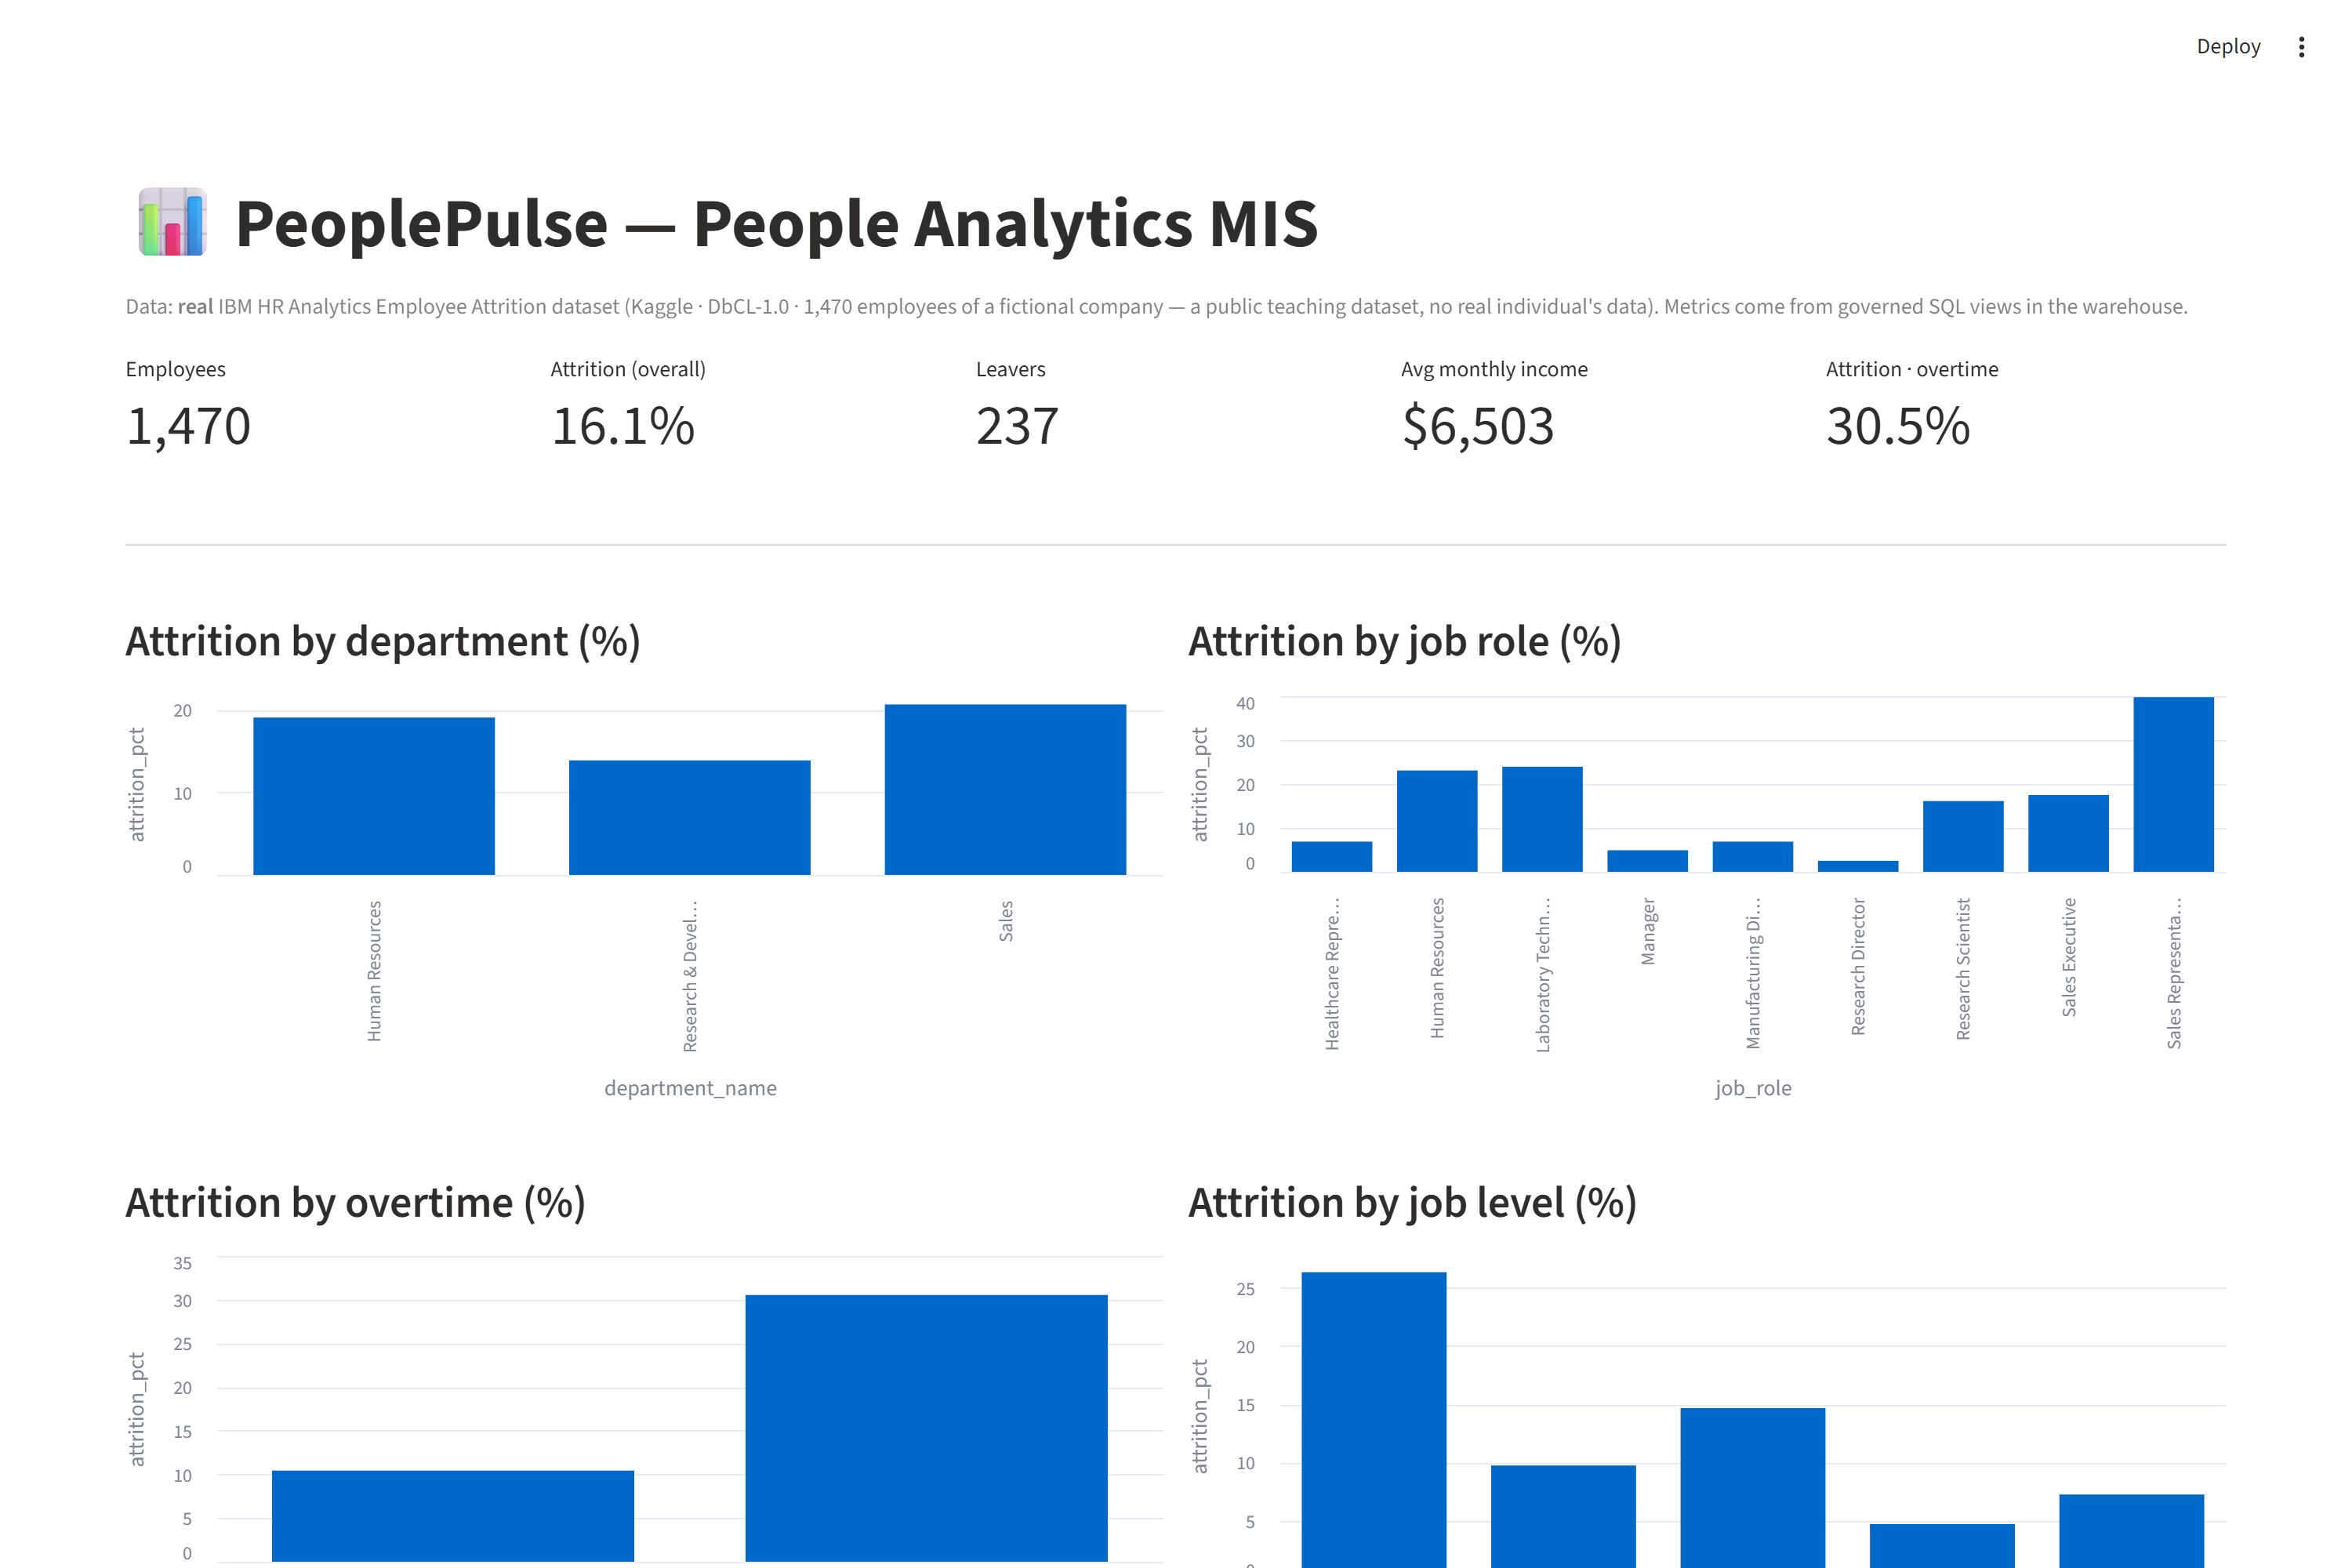 Deploy
PeoplePulse — People Analytics MIS
Data: real IBM HR Analytics Employee Attrition dataset (Kaggle · DbCL-1.0 · 1,470 employees of a fictional company — a public teaching dataset, no real individual's data). Metrics come from governed SQL views in the warehouse.
Employees
1,470
Attrition (overall)
16.1%
Leavers
237
Avg monthly income
$6,503
Attrition · overtime
30.5%
Attrition by department (%)
attrition_pct
20
10
0
Human Resources
Research & Devel…
Sales
department_name
Attrition by job role (%)
attrition_pct
40
30
20
10
0
Healthcare Repre…
Human Resources
Laboratory Techn…
Manager
Manufacturing Di…
Research Director
Research Scientist
Sales Executive
Sales Representa…
job_role
Attrition by overtime (%)
attrition_pct
35
30
25
20
15
10
5
0
Attrition by job level (%)
attrition_pct
25
20
15
10
5